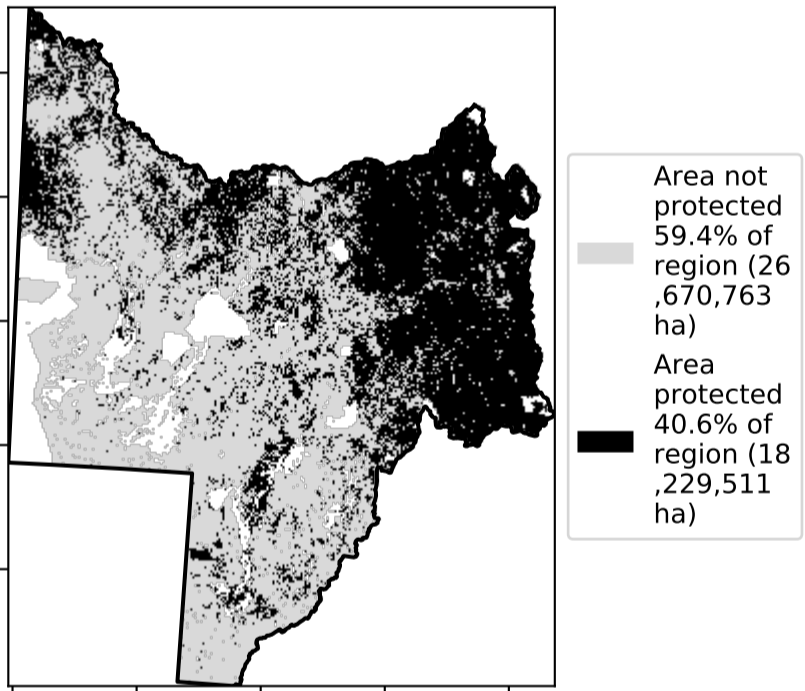 Area not
protected
59.4% of
region (26
,670,763
ha)
Area
protected
40.6% of
region (18
,229,511
ha)